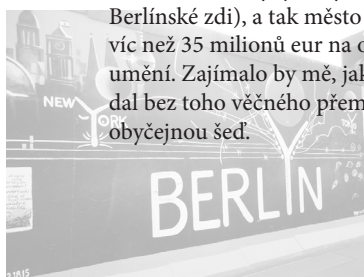 Berlínské zdi), a tak město
víc než 35 milionů eur na o
umění. Zajímalo by mě, jak
dal bez toho věčného přem
obyčejnou šeď.
NEW YORK
BERLIN
1815